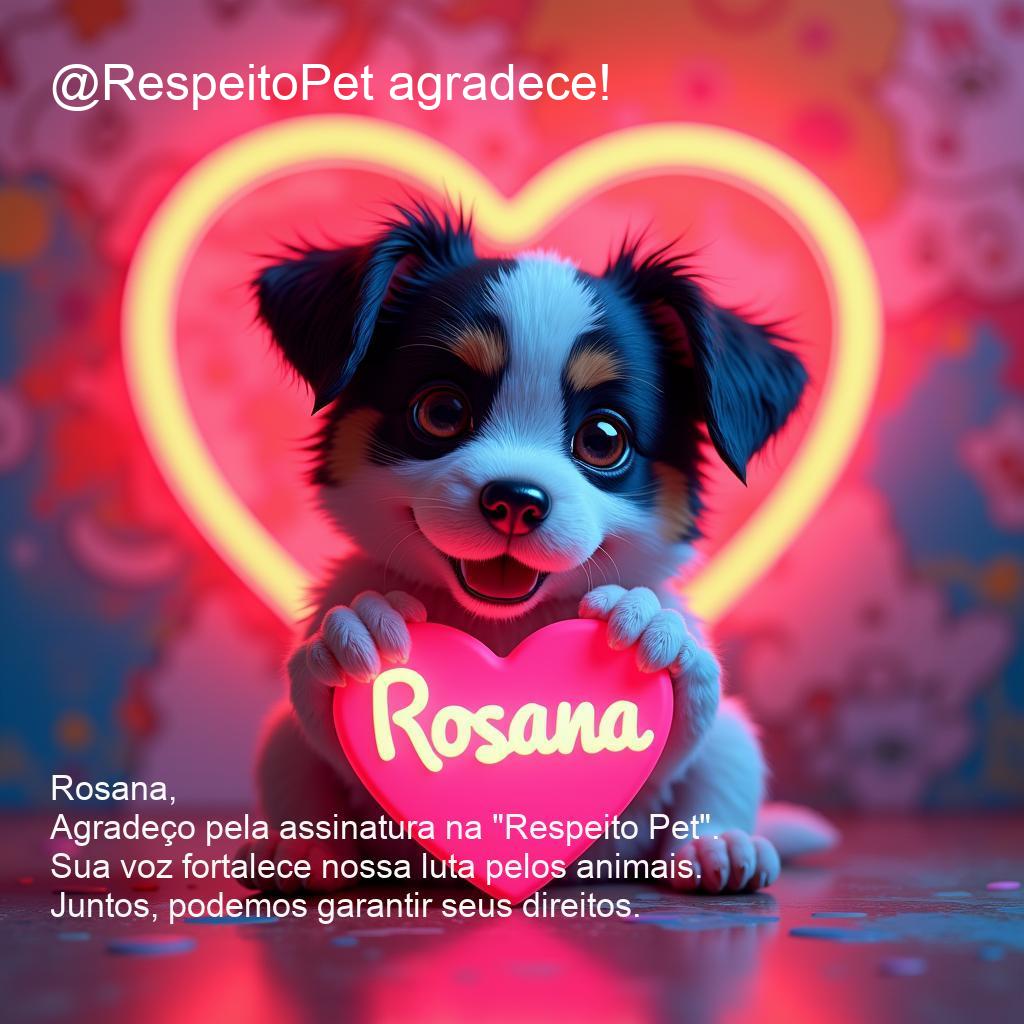 @RespeitoPet agradece!
Rosana
Rosana,
Agradeço pela assinatura na "Respeito Pet".
Sua voz fortalece nossa luta pelos animais.
Juntos, podemos garantir seus direitos.